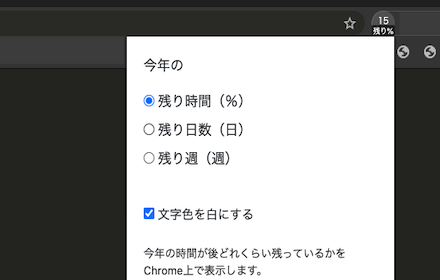 15
残り%
今年の
残り時間（％）
残り日数（日）
残り週（週）
文字色を白にする
今年の時間が後どれくらい残っているかを
Chrome上で表示します。